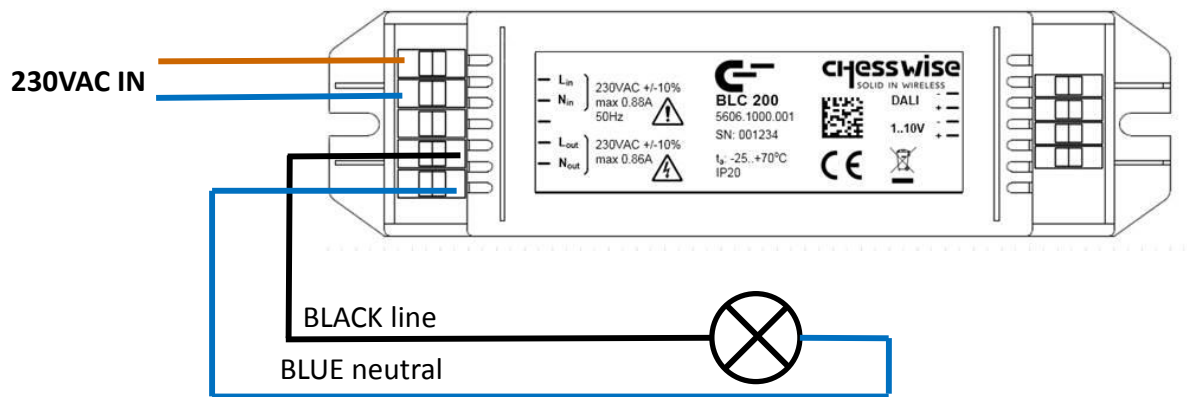 230VAC IN
Lin
Nin
230VAC +/-10%
max 0.88A
50Hz
Lout
Nout
230VAC +/-10%
max 0.86A
BLC 200
5606.1000.001
SN: 001234
ta: -25..+70°C
IP20
chesswise
SOLID IN WIRELESS
DALI
-
+
1..10V
-
+
CE
BLACK line
BLUE neutral